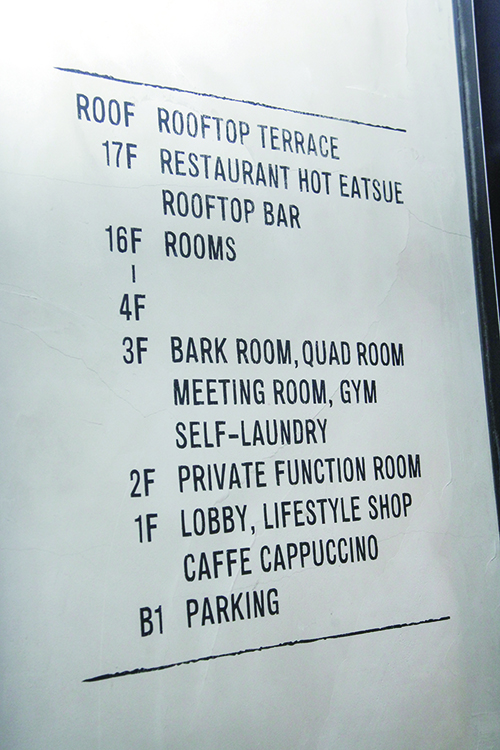 ROOF ROOFTOP TERRACE
17F RESTAURANT HOT EATSUE
ROOFTOP BAR
16F ROOMS
|
4F
3F BARK ROOM, QUAD ROOM
MEETING ROOM, GYM
SELF-LAUNDRY
2F PRIVATE FUNCTION ROOM
1F LOBBY, LIFESTYLE SHOP
CAFFE CAPPUCCINO
B1 PARKING